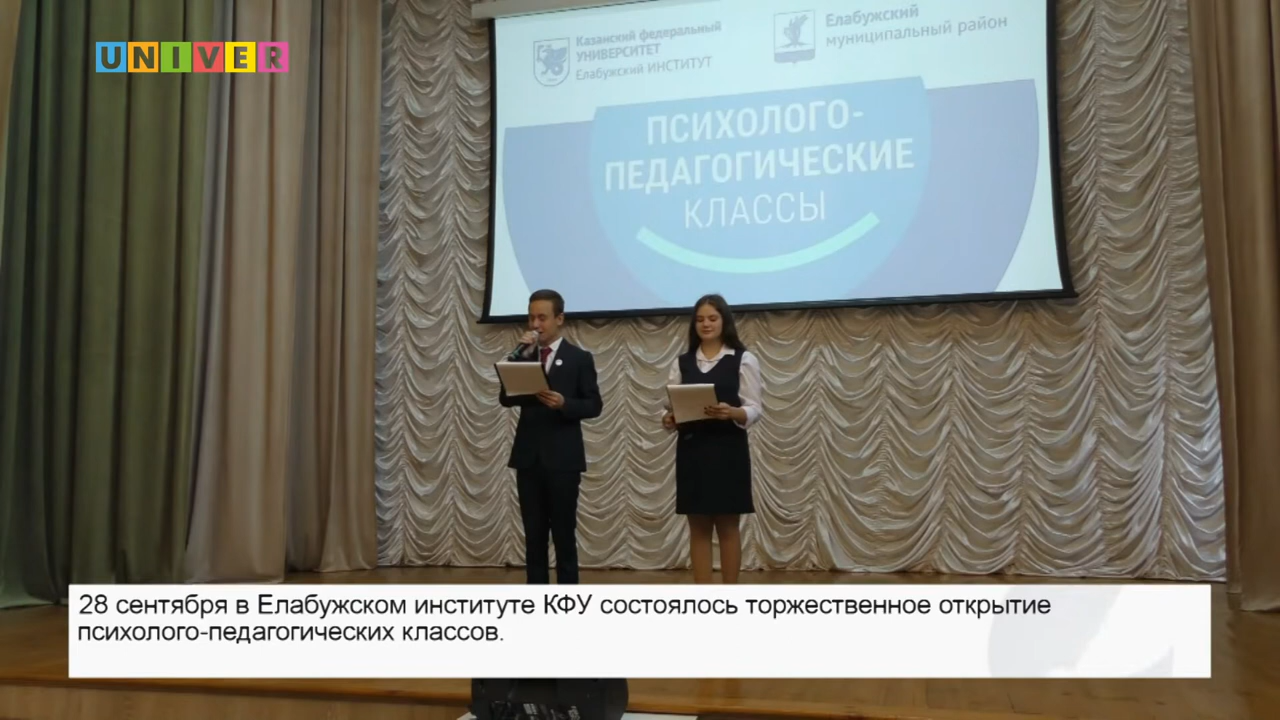 UNIVER
Казанский федеральный
УНИВЕРСИТЕТ
Елабужский ИНСТИТУТ
Елабужский
муниципальный район
ПСИХОЛОГО-
ПЕДАГОГИЧЕСКИЕ
КЛАССЫ
28 сентября в Елабужском институте КФУ состоялось торжественное открытие
психолого-педагогических классов.